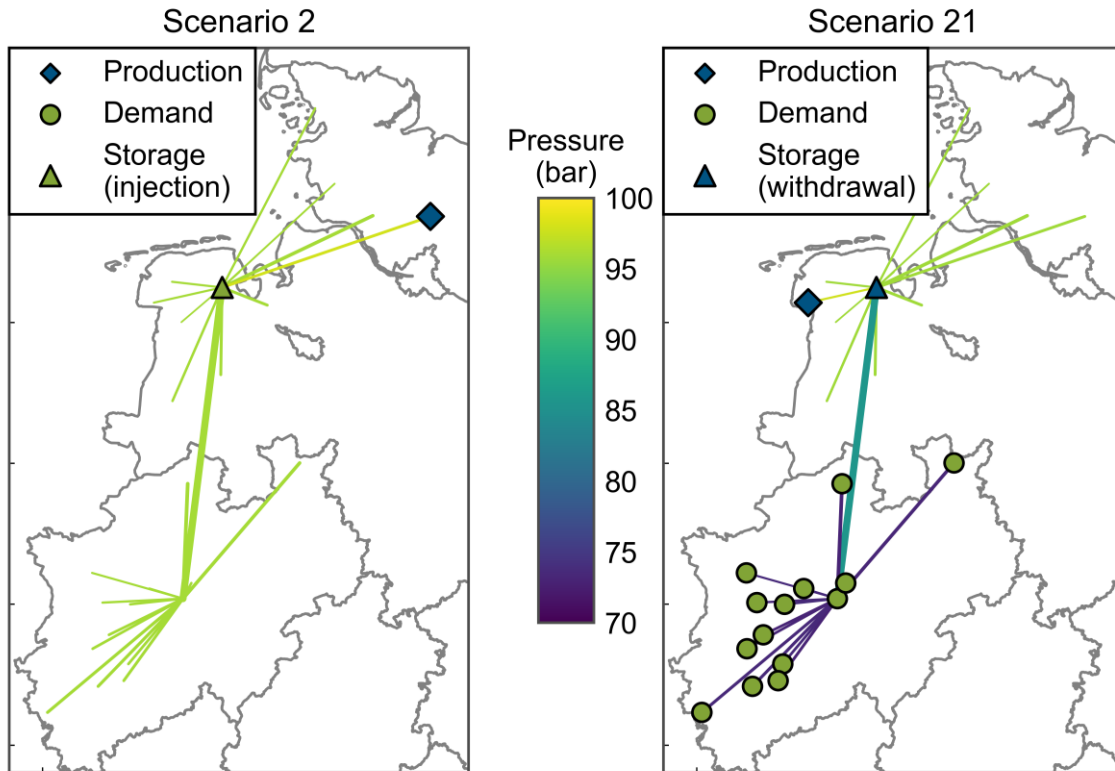 Scenario 2
Production
Demand
Storage
(injection)
Pressure
(bar)
100
95
90
85
80
75
70
Scenario 21
Production
Demand
Storage
(withdrawal)